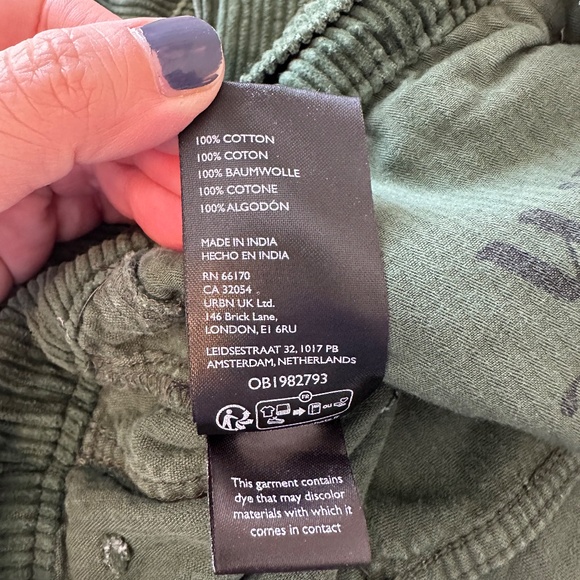 100% COTTON
100% COTON
100% BAUMWOLLE
100% COTONE
100% ALGODÓN
MADE IN INDIA
HECHO EN INDIA
RN 66170
CA 32054
URBN UK Ltd.
146 Brick Lane,
LONDON, E1 6RU
LEIDSESTRAAT 32, 1017 PB
AMSTERDAM, NETHERLANDS
OB1982793
FR
OU
This garment contains
dye that may discolor
materials with which it
comes in contact